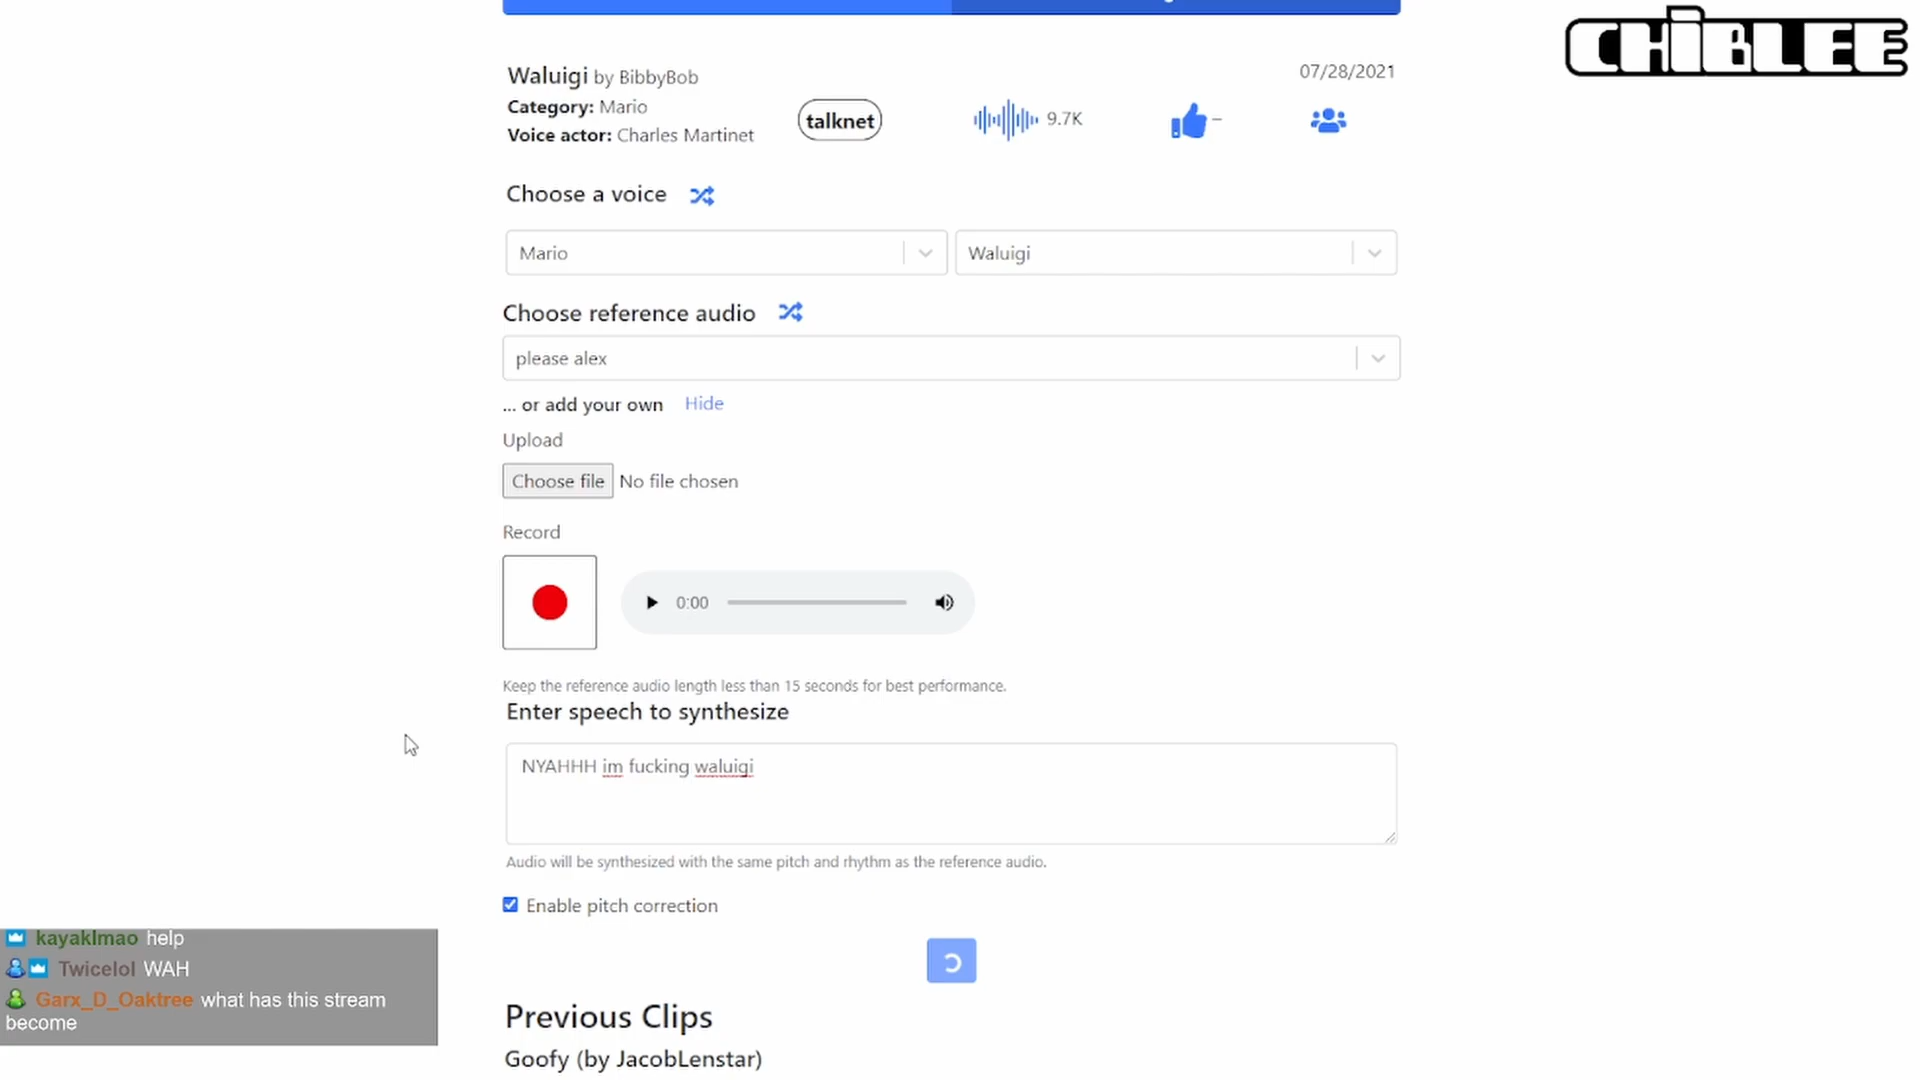 CHiBLEE
Waluigi by BibbyBob
07/28/2021
Category: Mario
Voice actor: Charles Martinet
talknet
9.7K
–
Choose a voice
Mario
Waluigi
Choose reference audio
please alex
... or add your own Hide
Upload
Choose file No file chosen
Record
0:00
Keep the reference audio length less than 15 seconds for best performance.
Enter speech to synthesize
NYAHHH im fucking waluigi
Audio will be synthesized with the same pitch and rhythm as the reference audio.
Enable pitch correction
kayaklmao help
Twicelol WAH
Garx_D_Oaktree what has this stream
become
Previous Clips
Goofy (by JacobLenstar)